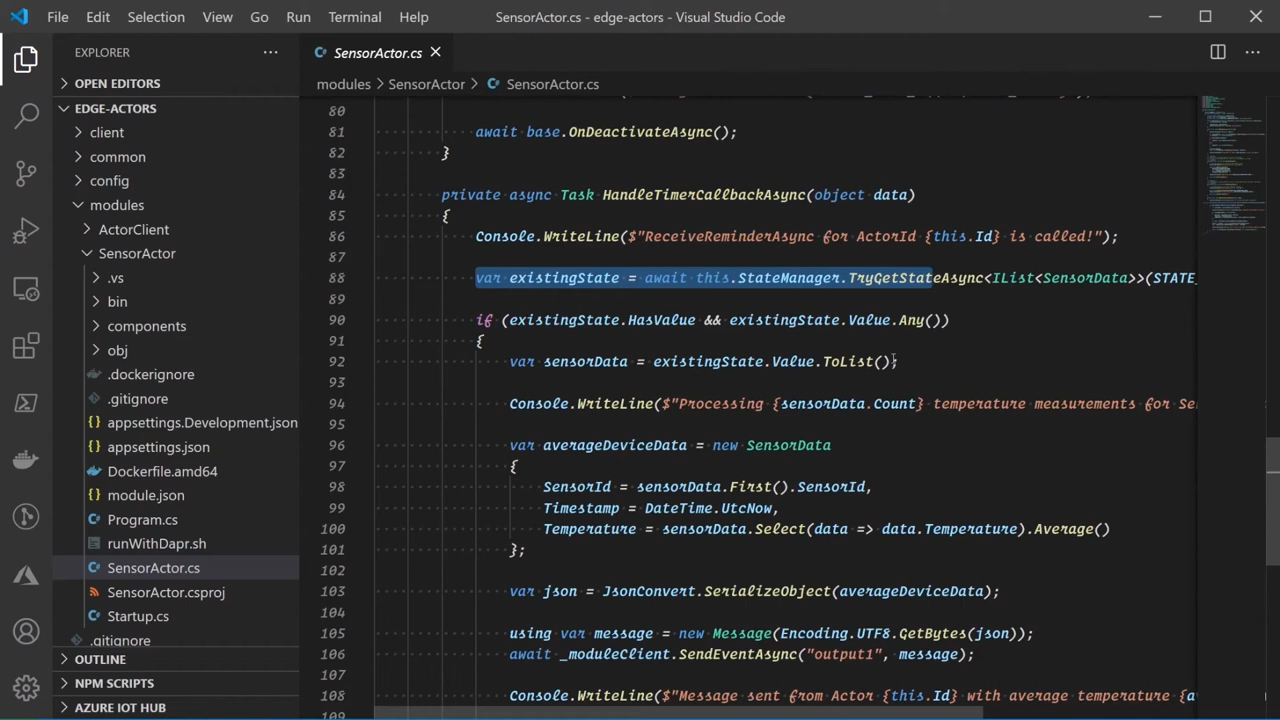 File Edit Selection View Go Run Terminal Help
SensorActor.cs - edge-actors - Visual Studio Code
EXPLORER
OPEN EDITORS
EDGE-ACTORS
client
common
config
modules
ActorClient
SensorActor
.vs
bin
components
obj
.dockerignore
.gitignore
appsettings.Development.json
appsettings.json
Dockerfile.amd64
module.json
Program.cs
runWithDapr.sh
SensorActor.cs
SensorActor.csproj
Startup.cs
.gitignore
OUTLINE
NPM SCRIPTS
AZURE IOT HUB
SensorActor.cs
modules > SensorActor > SensorActor.cs
80
81 await base.OnDeactivateAsync();
82 }
83
84 private async Task HandleTimerCallbackAsync(object data)
85 {
86 Console.WriteLine($"ReceiveReminderAsync for ActorId {this.Id} is called!");
87
88 var existingState = await this.StateManager.TryGetStateAsync<IList<SensorData>>(STATE_
89
90 if (existingState.HasValue && existingState.Value.Any())
91 {
92 var sensorData = existingState.Value.ToList();
93
94 Console.WriteLine($"Processing {sensorData.Count} temperature measurements for Se
95
96 var averageDeviceData = new SensorData
97 {
98 SensorId = sensorData.First().SensorId,
99 Timestamp = DateTime.UtcNow,
100 Temperature = sensorData.Select(data => data.Temperature).Average()
101 };
102
103 var json = JsonConvert.SerializeObject(averageDeviceData);
104
105 using var message = new Message(Encoding.UTF8.GetBytes(json));
106 await _moduleClient.SendEventAsync("output1", message);
107
108 Console.WriteLine($"Message sent from Actor {this.Id} with average temperature {a
109